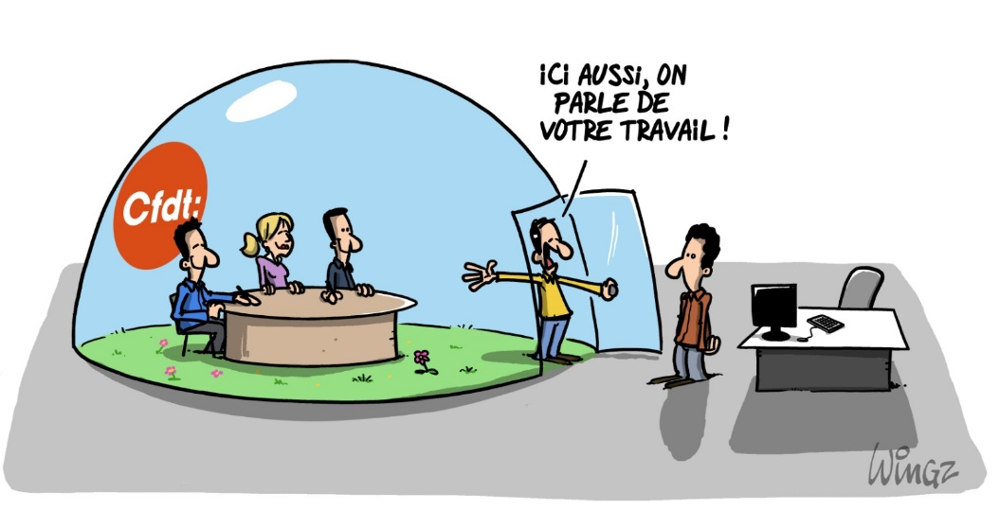 ICI AUSSI, ON
PARLE DE
VOTRE TRAVAIL !
Cfdt:
WINGZ